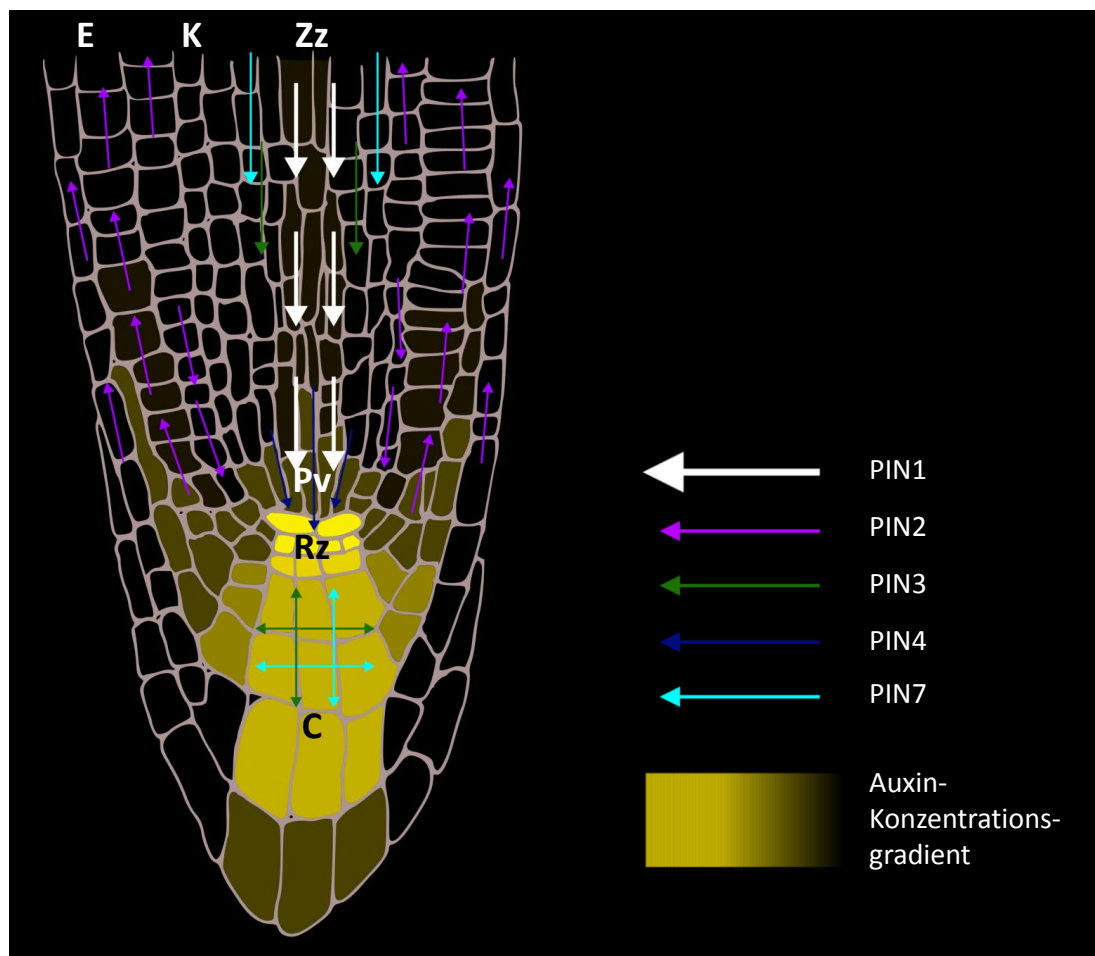 E K Zz
Pv
Rz
C
PIN1
PIN2
PIN3
PIN4
PIN7
Auxin-
Konzentrations-
gradient